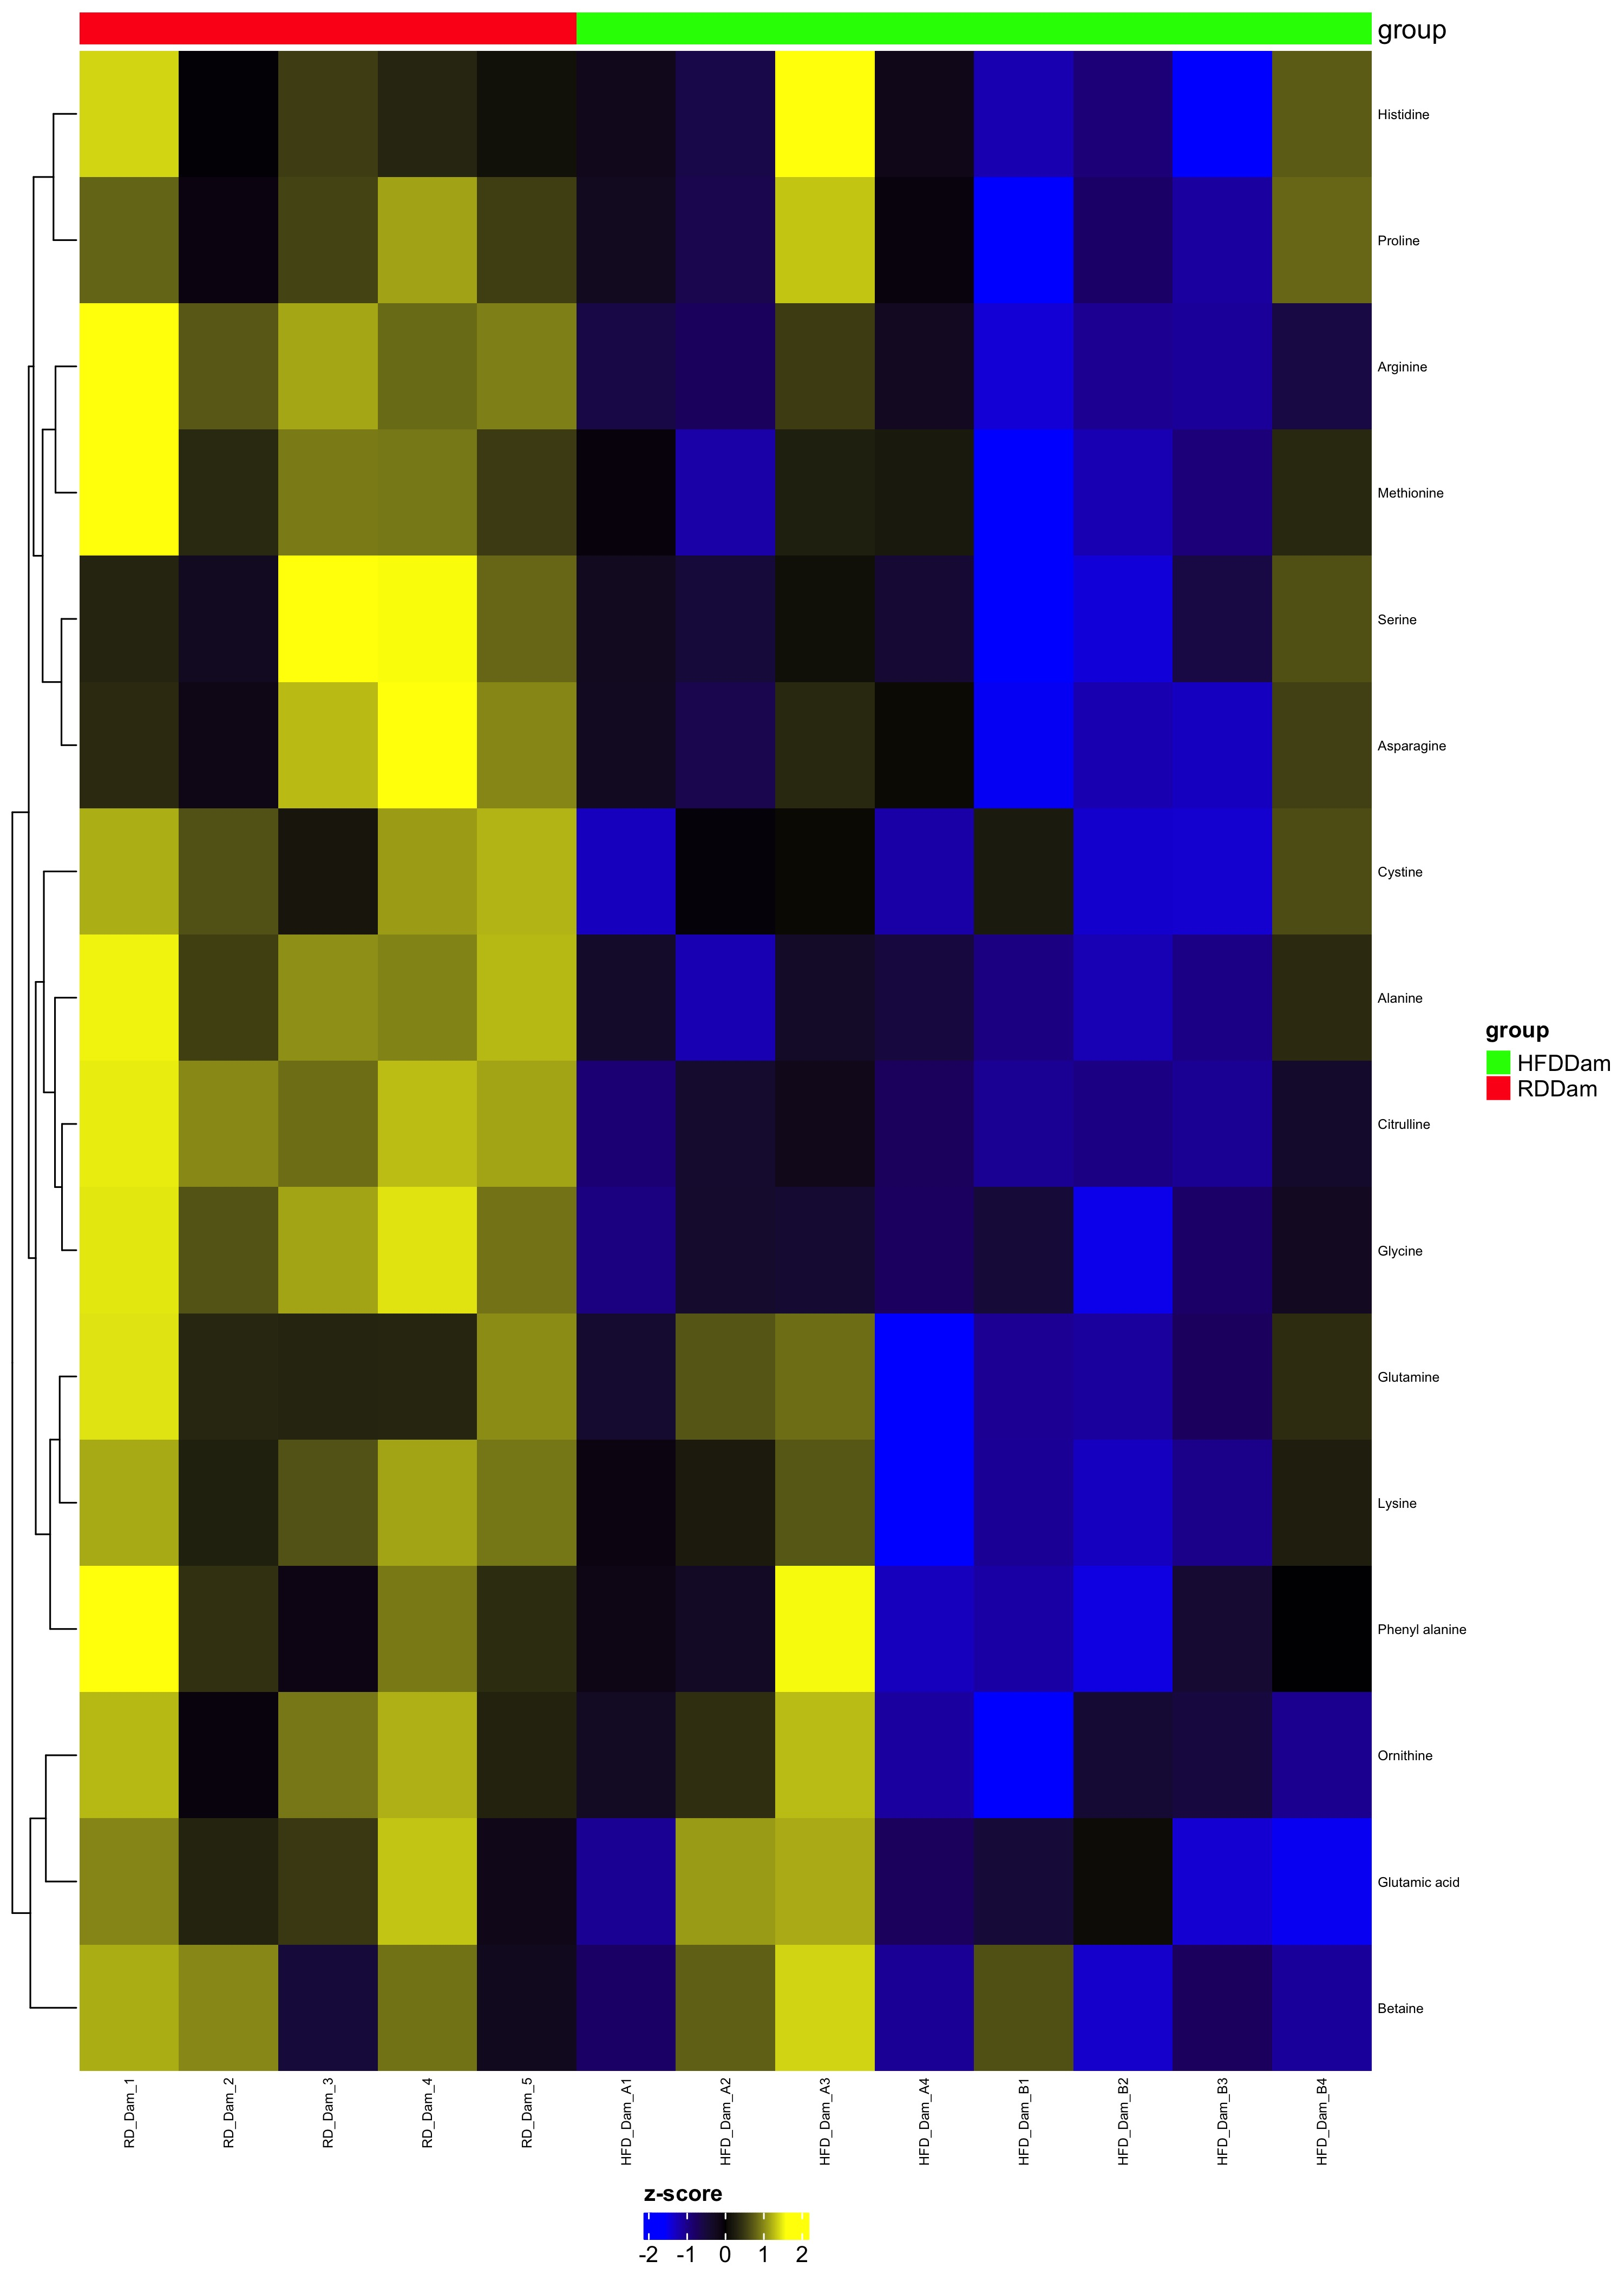 group
Histidine
Proline
Arginine
Methionine
Serine
Asparagine
Cystine
Alanine
Citrulline
Glycine
Glutamine
Lysine
Phenyl alanine
Ornithine
Glutamic acid
Betaine
group
HFDDam
RDDam
RD_Dam_1
RD_Dam_2
RD_Dam_3
RD_Dam_4
RD_Dam_5
HFD_Dam_A1
HFD_Dam_A2
HFD_Dam_A3
HFD_Dam_A4
HFD_Dam_B1
HFD_Dam_B2
HFD_Dam_B3
HFD_Dam_B4
z-score
-2 -1 0 1 2